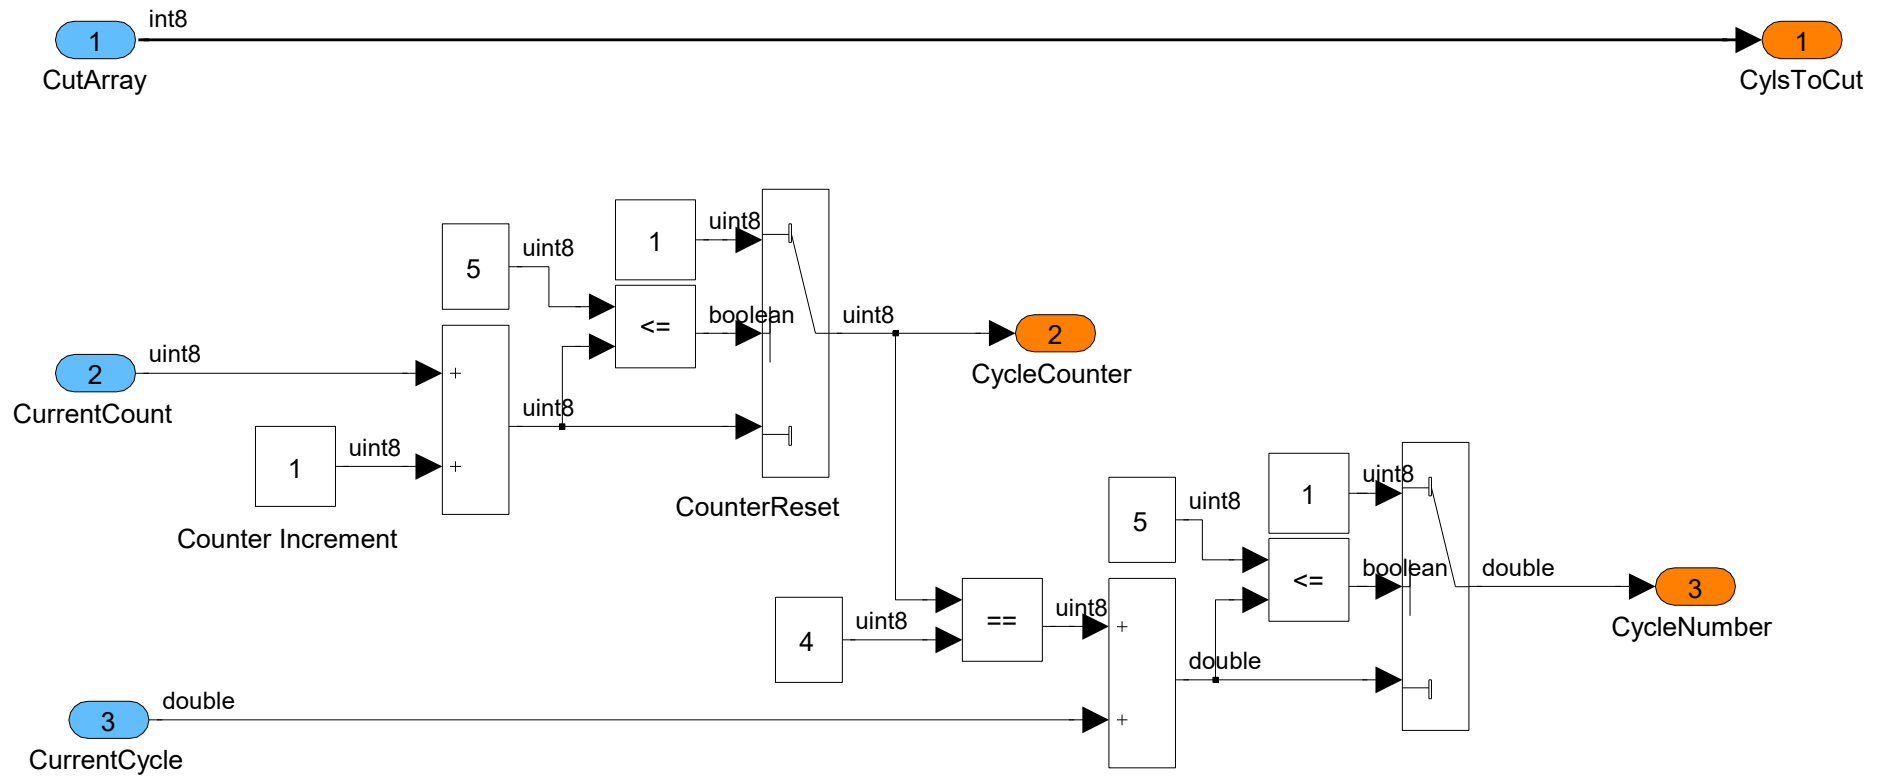 int8
1
CutArray
1
CylsToCut
5
uint8
1
uint8
<=
boolean
uint8
2
CycleCounter
uint8
2
CurrentCount
+
uint8
1
uint8
+
Counter Increment
CounterReset
5
uint8
1
uint8
<=
boolean
double
3
CycleNumber
4
uint8
==
uint8
+
double
+
double
3
CurrentCycle